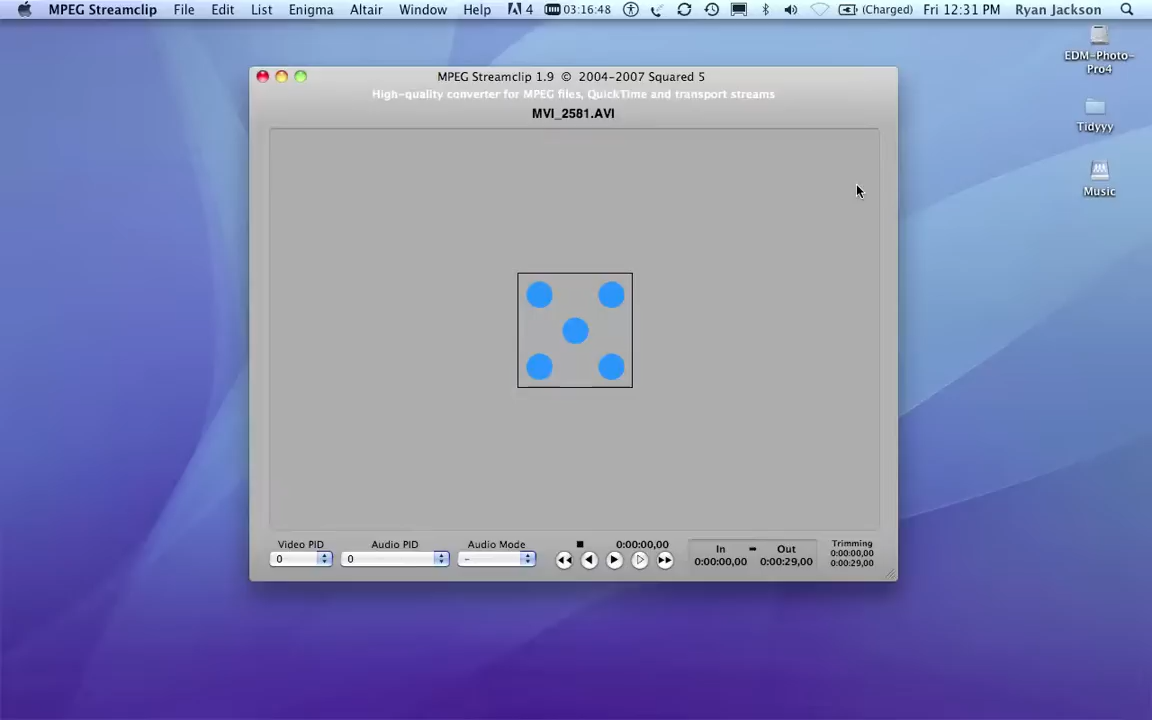 MPEG Streamclip File Edit List Enigma Altair Window Help 4 03:16:48 (Charged) Fri 12:31 PM Ryan Jackson
EDM-Photo-
Pro4
Tidyyy
Music
MPEG Streamclip 1.9 © 2004-2007 Squared 5
High-quality converter for MPEG files, QuickTime and transport streams
MVI_2581.AVI
Video PID Audio PID Audio Mode 0:00:00,00 In Out Trimming
0 0 - 0:00:00,00 0:00:29,00 0:00:00,00
0:00:29,00